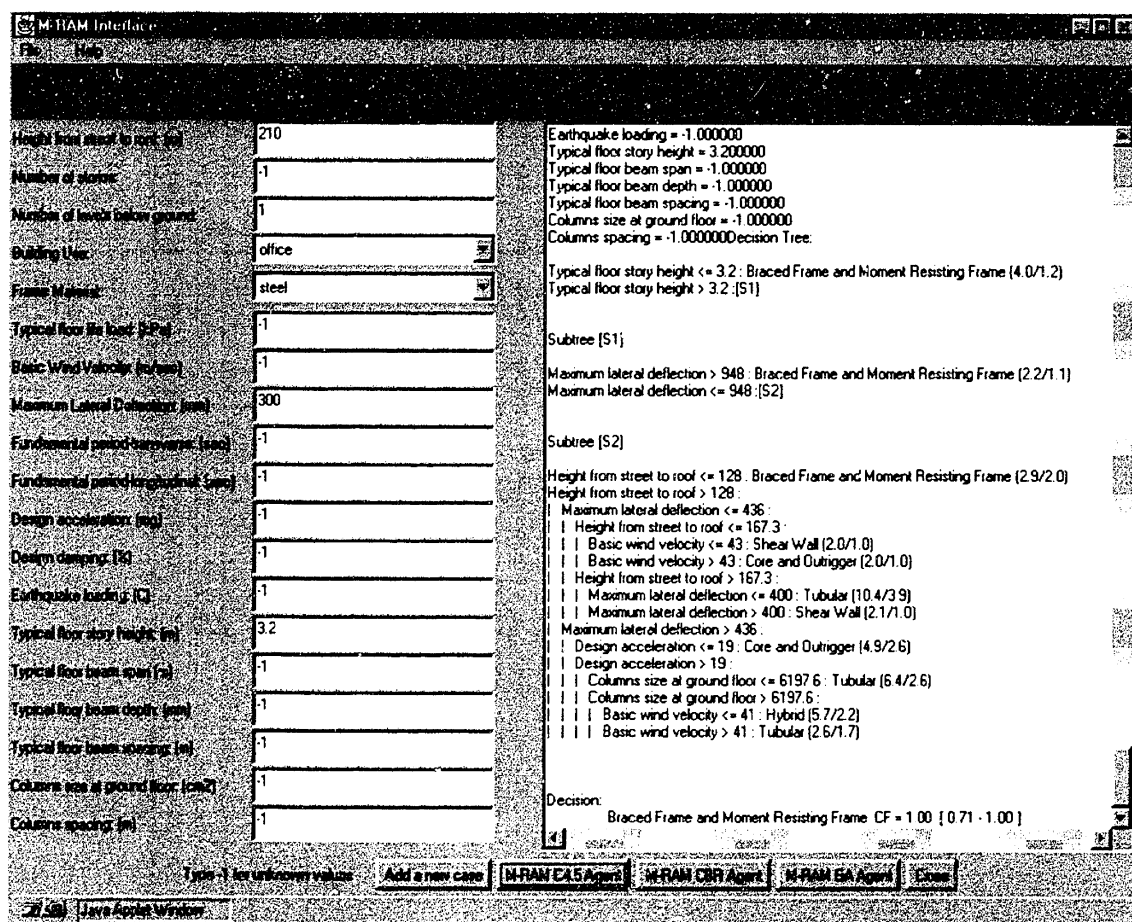 M-RAM Interface
File Help
Height from street to roof: [m] 210
Number of stories: -1
Number of levels below ground: 1
Building Use: office
Frame Material: steel
Typical floor life load: [kPa] -1
Basic Wind Velocity: [m/sec] -1
Maximum Lateral Deflection: [mm] 300
Fundamental period-transverse: [sec] -1
Fundamental period-longitudinal: [sec] -1
Design acceleration: [mg] -1
Design damping: [%] -1
Earthquake loading: [C] -1
Typical floor story height: [m] 3.2
Typical floor beam span: [m] -1
Typical floor beam depth: [mm] -1
Typical floor beam spacing: [m] -1
Columns size at ground floor: [cm2] -1
Columns spacing: [m] -1
Earthquake loading = -1.000000
Typical floor story height = 3.200000
Typical floor beam span = -1.000000
Typical floor beam depth = -1.000000
Typical floor beam spacing = -1.000000
Columns size at ground floor = -1.000000
Columns spacing = -1.000000Decision Tree:
Typical floor story height <= 3.2 : Braced Frame and Moment Resisting Frame (4.0/1.2)
Typical floor story height > 3.2 :[S1]
Subtree [S1]
Maximum lateral deflection > 948 : Braced Frame and Moment Resisting Frame (2.2/1.1)
Maximum lateral deflection <= 948 :[S2]
Subtree [S2]
Height from street to roof <= 128 : Braced Frame and Moment Resisting Frame (2.9/2.0)
Height from street to roof > 128 :
| Maximum lateral deflection <= 436 :
| | Height from street to roof <= 167.3 :
| | | Basic wind velocity <= 43 : Shear Wall (2.0/1.0)
| | | Basic wind velocity > 43 : Core and Outrigger (2.0/1.0)
| | Height from street to roof > 167.3 :
| | | Maximum lateral deflection <= 400 : Tubular (10.4/3.9)
| | | Maximum lateral deflection > 400 : Shear Wall (2.1/1.0)
| Maximum lateral deflection > 436 :
| | Design acceleration <= 19 : Core and Outrigger (4.9/2.6)
| | Design acceleration > 19 :
| | | Columns size at ground floor <= 6197.6 : Tubular (6.4/2.6)
| | | Columns size at ground floor > 6197.6 :
| | | | Basic wind velocity <= 41 : Hybrid (5.7/2.2)
| | | | Basic wind velocity > 41 : Tubular (2.6/1.7)
Decision:
Braced Frame and Moment Resisting Frame CF = 1.00 [ 0.71 - 1.00 ]
Type -1 for unknown values Add a new case M-RAM C4.5 Agent M-RAM CBR Agent M-RAM GA Agent Close
Java Applet Window